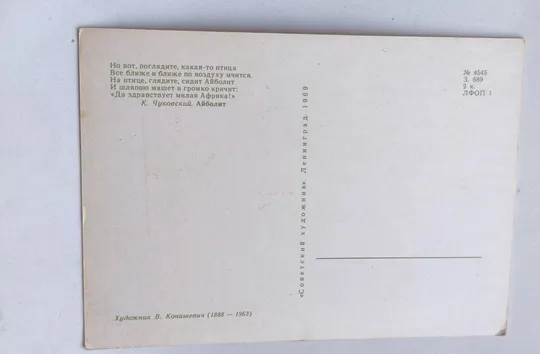 Но вот, поглядите, какая-то птица
Все ближе и ближе по воздуху мчится.
На птице, глядите, сидит Айболит
И шляпою машет и громко кричит:
«Да здравствует милая Африка!»
К. Чуковский. Айболит
Художник В. Конашевич (1888 — 1963)
«Советский художник». Ленинград. 1969
№ 4545
З. 689
2 к.
ЛФОП 1